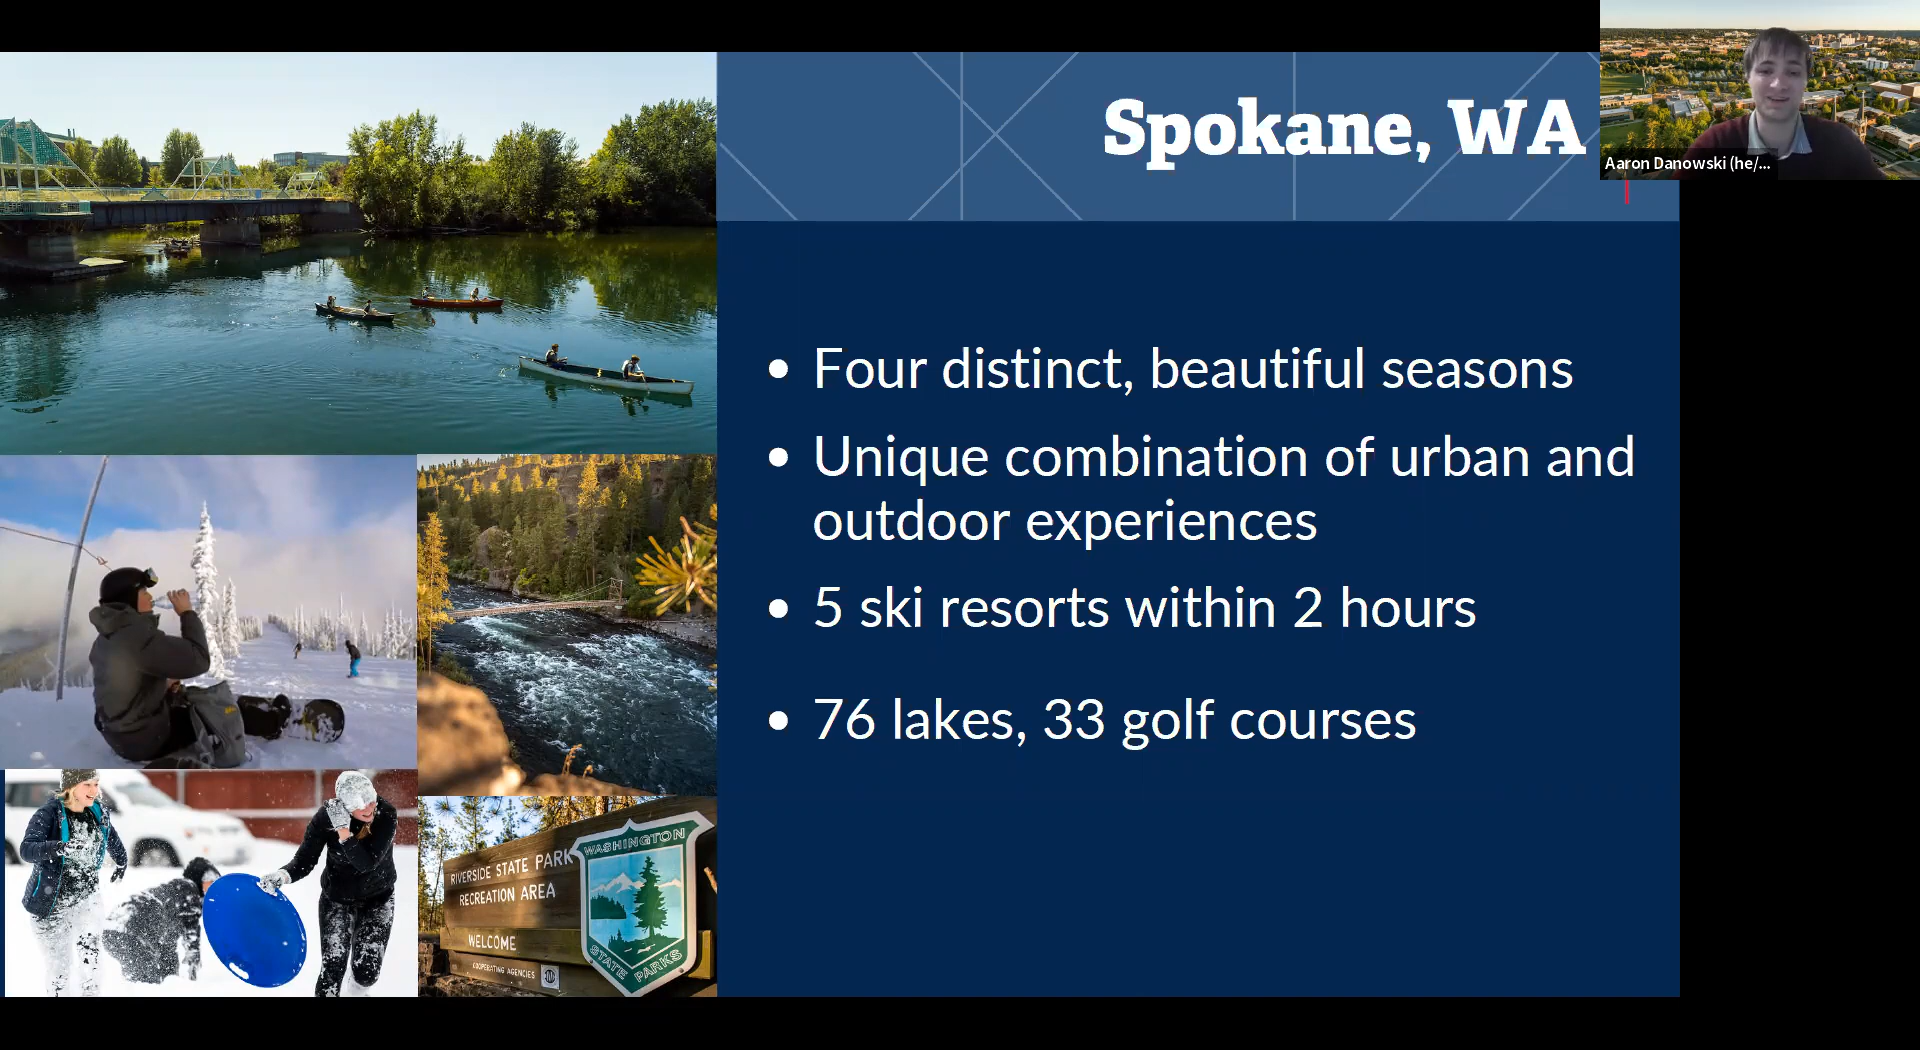 Spokane, WA
Aaron Danowski (he/...
• Four distinct, beautiful seasons
• Unique combination of urban and
outdoor experiences
• 5 ski resorts within 2 hours
• 76 lakes, 33 golf courses
RIVERSIDE STATE PARK
RECREATION AREA
WELCOME
COOPERATING AGENCIES
WASHINGTON
STATE PARKS